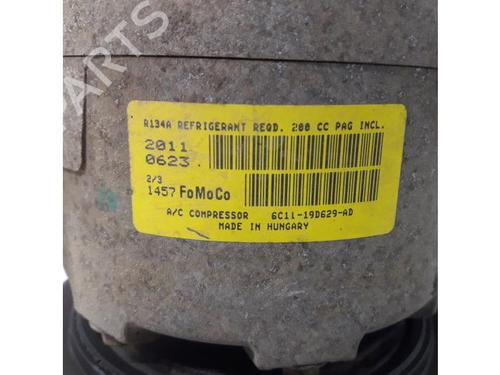 R134A REFRIGERANT REQD. 200 CC PAG INCL.
2011
0623
2/3
1457 FoMoCo
A/C COMPRESSOR 6C11-19D629-AD
MADE IN HUNGARY
PARTS